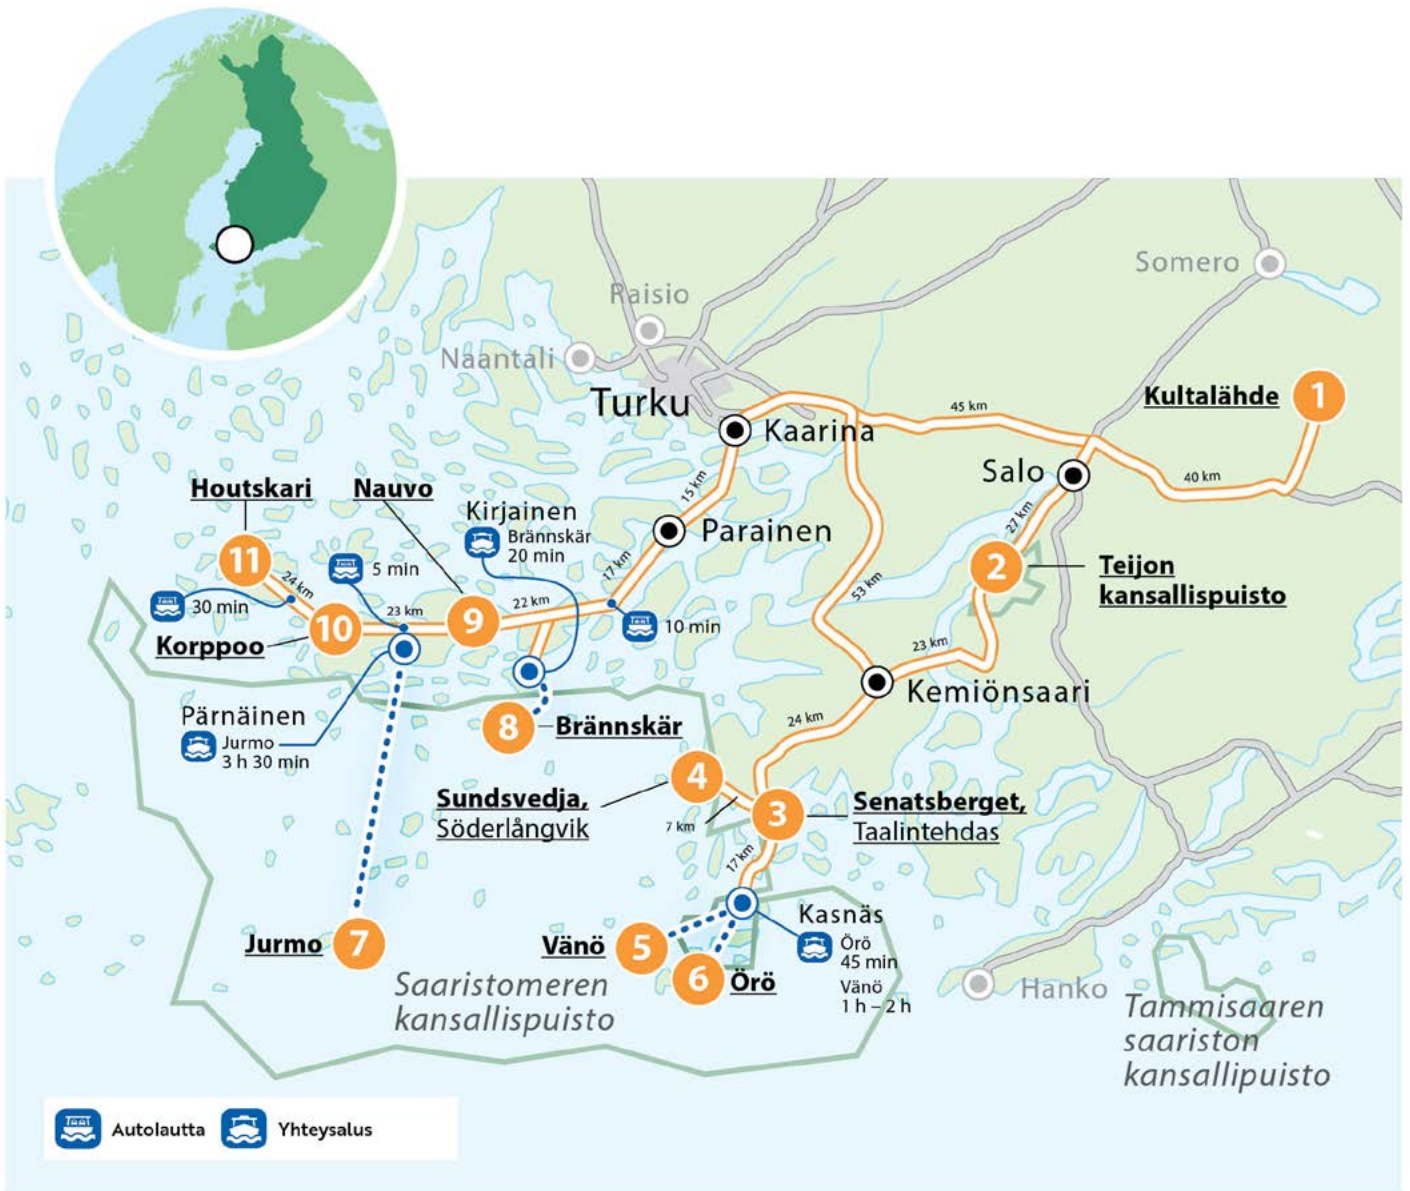 Somero
Raisio
Naantali
Turku
Kultalähde
1
45 km
Kaarina
Salo
40 km
Houtskari
Nauvo
15 km
27 km
Kirjainen
Brännskär
20 min
Parainen
11
5 min
17 km
2
Teijon
kansallispuisto
24 km
30 min
23 km
22 km
53 km
10
9
10 min
Korppoo
23 km
Kemiönsaari
Pärnäinen
Jurmo
3 h 30 min
8
Brännskär
24 km
4
Sundsvedja,
Söderlångvik
7 km
3
Senatsberget,
Taalintehdas
17 km
Kasnäs
Örö
45 min
Vänö
1 h – 2 h
Jurmo
7
Vänö
5
6
Örö
Hanko
Saaristomeren
kansallispuisto
Tammisaaren
saariston
kansallipuisto
Autolautta
Yhteysalus